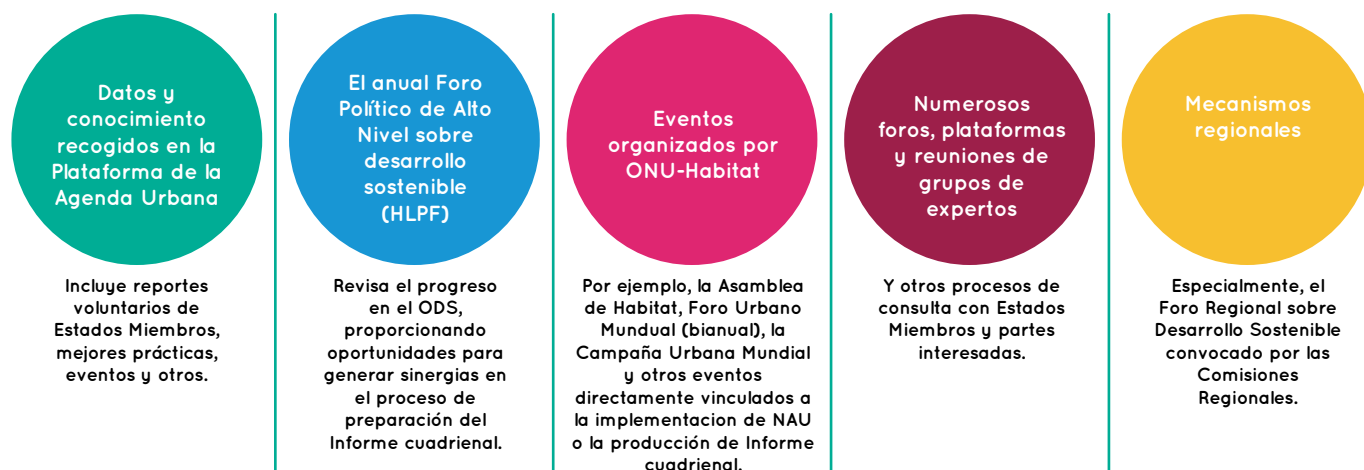 Datos y
conocimiento
recogidos en la
Plataforma de la
Agenda Urbana
Incluye reportes
voluntarios de
Estados Miembros,
mejores prácticas,
eventos y otros.
El anual Foro
Político de Alto
Nivel sobre
desarrollo
sostenible
(HLPF)
Revisa el progreso
en el ODS,
proporcionando
oportunidades para
generar sinergias en
el proceso de
preparación del
Informe cuadrienal.
Eventos
organizados por
ONU-Habitat
Por ejemplo, la Asamblea
de Habitat, Foro Urbano
Mundual (bianual), la
Campaña Urbana Mundial
y otros eventos
directamente vinculados a
la implementacion de NAU
o la producción de Informe
cuadrienal.
Numerosos
foros, plataformas
y reuniones de
grupos de
expertos
Y otros procesos de
consulta con Estados
Miembros y partes
interesadas.
Mecanismos
regionales
Especialmente, el
Foro Regional sobre
Desarrollo Sostenible
convocado por las
Comisiones
Regionales.